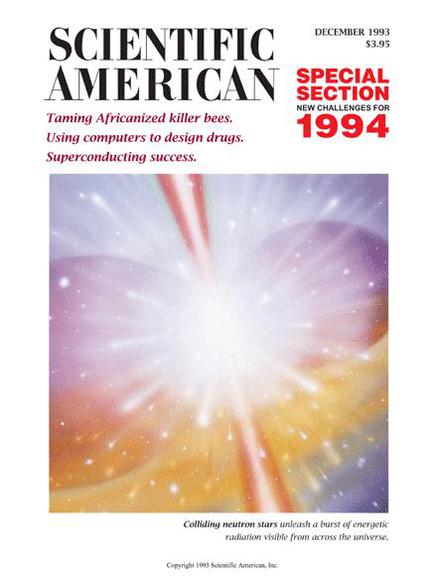 SCIENTIFIC
AMERICAN
DECEMBER 1993
$3.95
SPECIAL
SECTION
NEW CHALLENGES FOR
1994
Taming Africanized killer bees.
Using computers to design drugs.
Superconducting success.
Colliding neutron stars unleash a burst of energetic
radiation visible from across the universe.
Copyright 1993 Scientific American, Inc.